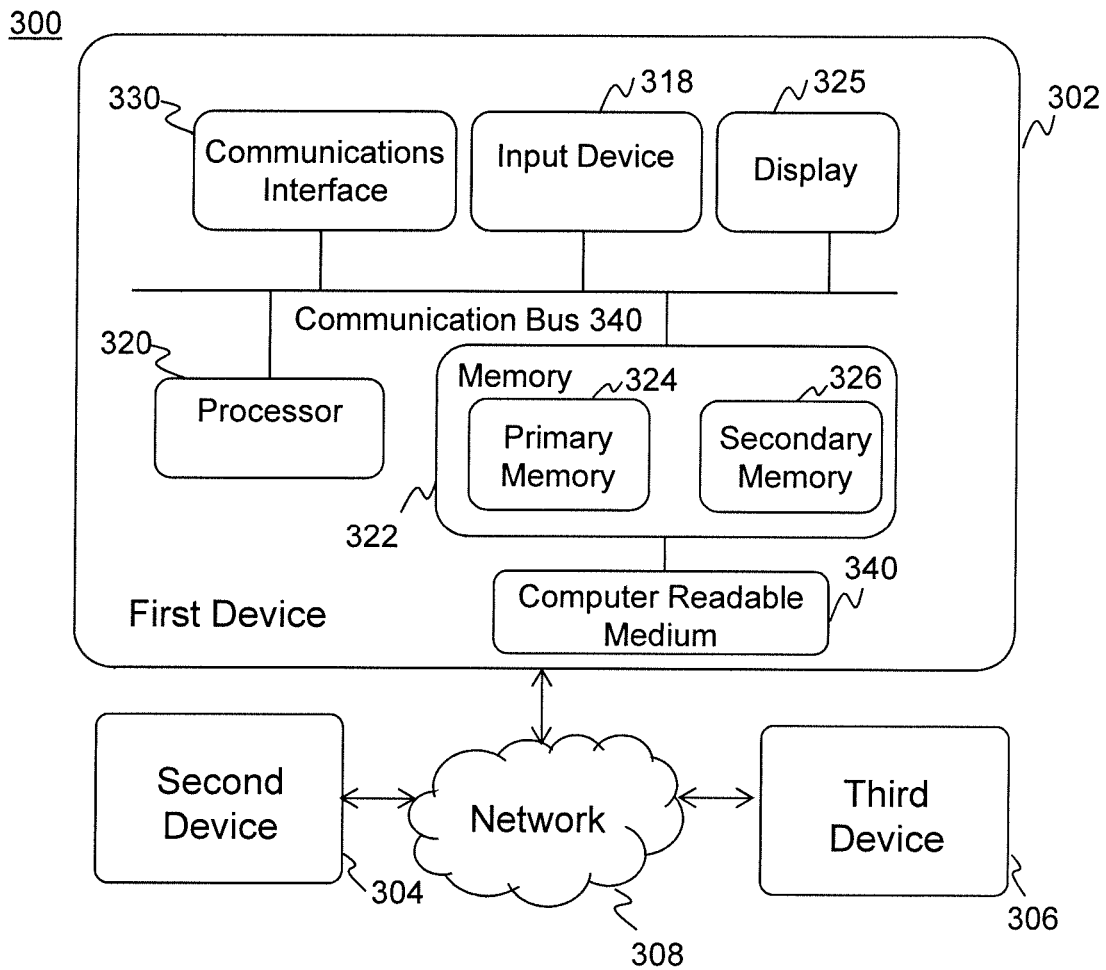 300
330
318
325
302
Communications
Interface
Input Device
Display
Communication Bus 340
320
Processor
Memory
324
326
Primary
Memory
Secondary
Memory
322
340
Computer Readable
Medium
First Device
Second
Device
304
Network
308
Third
Device
306